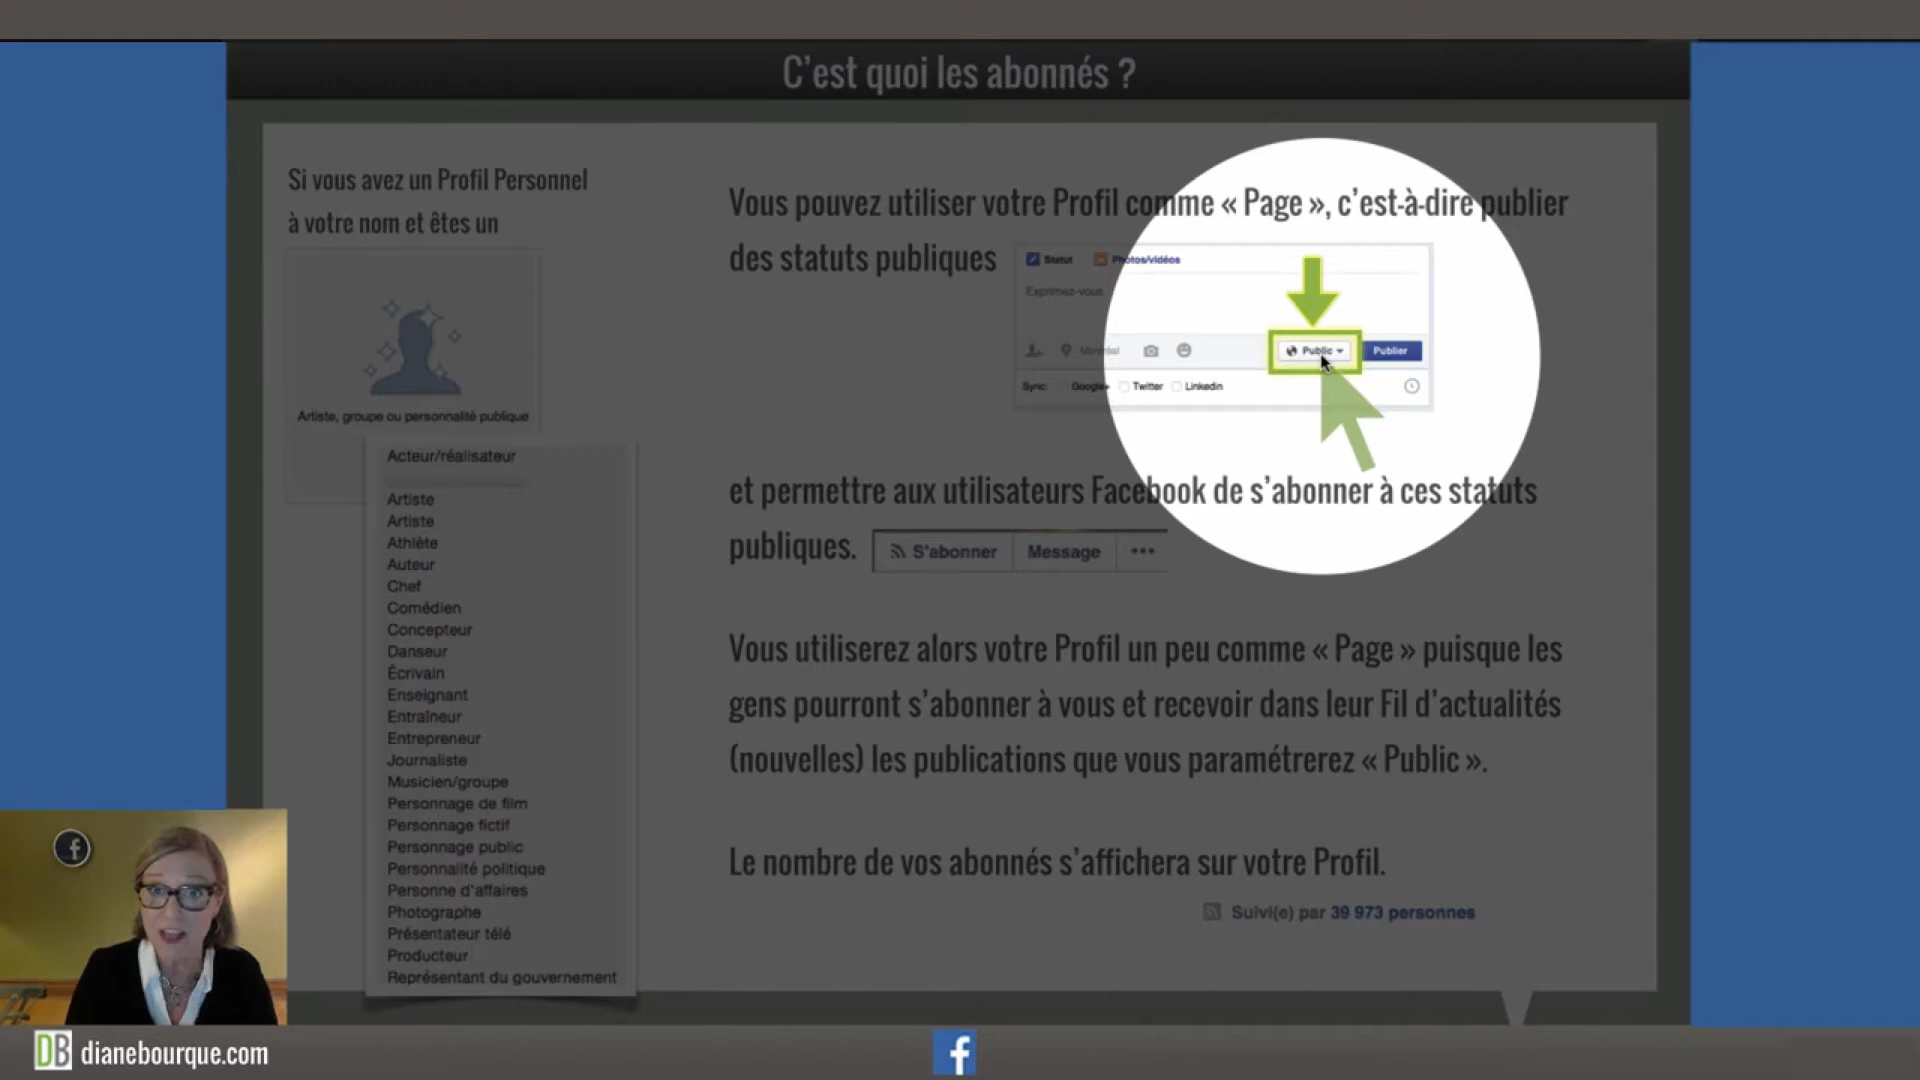 C'est quoi les abonnés ?
Si vous avez un Profil Personnel
à votre nom et êtes un
Artiste, groupe ou personnalité publique
Acteur/réalisateur
Artiste
Artiste
Athlète
Auteur
Chef
Comédien
Concepteur
Danseur
Écrivain
Enseignant
Entraîneur
Entrepreneur
Journaliste
Musicien/groupe
Personnage de film
Personnage fictif
Personnage public
Personnalité politique
Personne d'affaires
Photographe
Présentateur télé
Producteur
Représentant du gouvernement
Vous pouvez utiliser votre Profil comme « Page », c'est-à-dire publier
des statuts publiques
Statut Photos/vidéos
Exprimez-vous
Montréal Public Publier
Sync: Google+ Twitter Linkedin
et permettre aux utilisateurs Facebook de s'abonner à ces statuts
publiques.
S'abonner Message •••
Vous utiliserez alors votre Profil un peu comme « Page » puisque les
gens pourront s'abonner à vous et recevoir dans leur Fil d'actualités
(nouvelles) les publications que vous paramétrerez « Public ».
Le nombre de vos abonnés s'affichera sur votre Profil.
Suivi(e) par 39 973 personnes
DB dianebourque.com